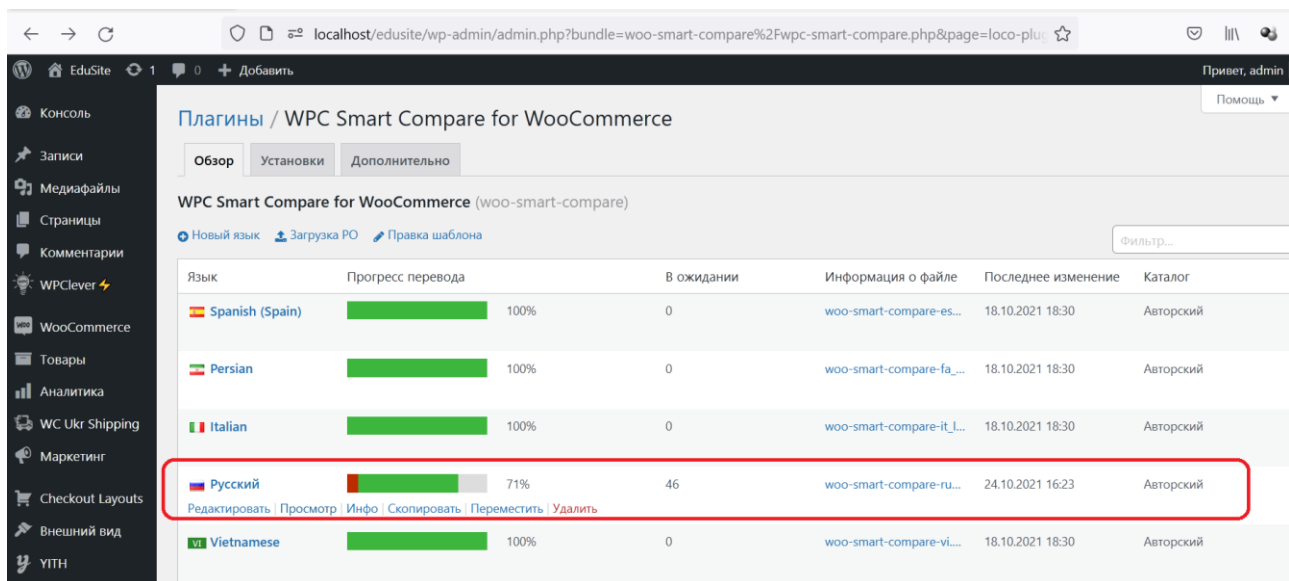 localhost/edusite/wp-admin/admin.php?bundle=woo-smart-compare%2Fwpc-smart-compare.php&page=loco-plug
EduSite 1 0 + Добавить Привет, admin
Помощь ▼
Консоль
Записи
Медиафайлы
Страницы
Комментарии
WPClever
WooCommerce
Товары
Аналитика
WC Ukr Shipping
Маркетинг
Checkout Layouts
Внешний вид
YITH
Плагины / WPC Smart Compare for WooCommerce
Обзор Установки Дополнительно
WPC Smart Compare for WooCommerce (woo-smart-compare)
Новый язык Загрузка PO Правка шаблона
Фильтр...
Язык Прогресс перевода В ожидании Информация о файле Последнее изменение Каталог
Spanish (Spain) 100% 0 woo-smart-compare-es... 18.10.2021 18:30 Авторский
Persian 100% 0 woo-smart-compare-fa_... 18.10.2021 18:30 Авторский
Italian 100% 0 woo-smart-compare-it_I... 18.10.2021 18:30 Авторский
Русский 71% 46 woo-smart-compare-ru... 24.10.2021 16:23 Авторский
Редактировать | Просмотр | Инфо | Скопировать | Переместить | Удалить
VI Vietnamese 100% 0 woo-smart-compare-vi.... 18.10.2021 18:30 Авторский